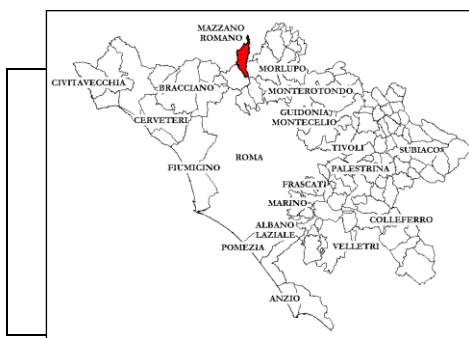 MAZZANO
ROMANO
MORLUPO
CIVITAVECCHIA
BRACCIANO
MONTEROTONDO
CERVETERI
GUIDONIA
MONTECELIO
TIVOLI
SUBIACO
ROMA
FIUMICINO
PALESTRINA
FRASCATI
MARINO
COLLEFERRO
ALBANO
LAZIALE
POMEZIA
VELLETRI
ANZIO